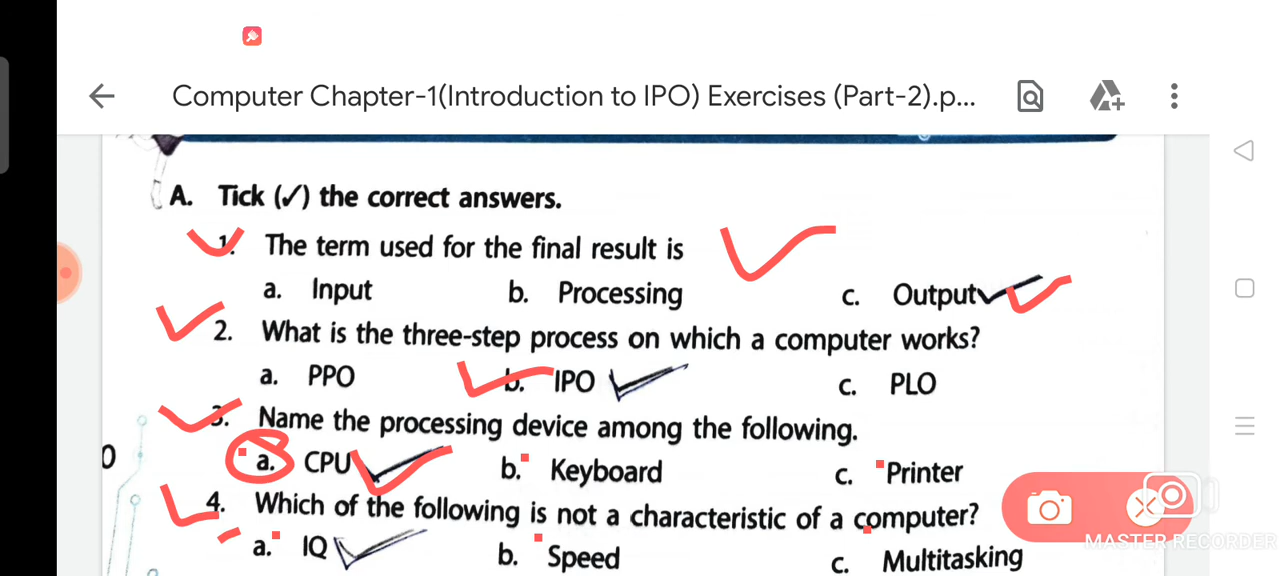 Computer Chapter-1(Introduction to IPO) Exercises (Part-2).p...
A. Tick (✓) the correct answers.
1. The term used for the final result is
a. Input b. Processing c. Output
2. What is the three-step process on which a computer works?
a. PPO b. IPO c. PLO
3. Name the processing device among the following.
a. CPU b. Keyboard c. Printer
4. Which of the following is not a characteristic of a computer?
a. IQ b. Speed c. Multitasking
MASTER RECORDER